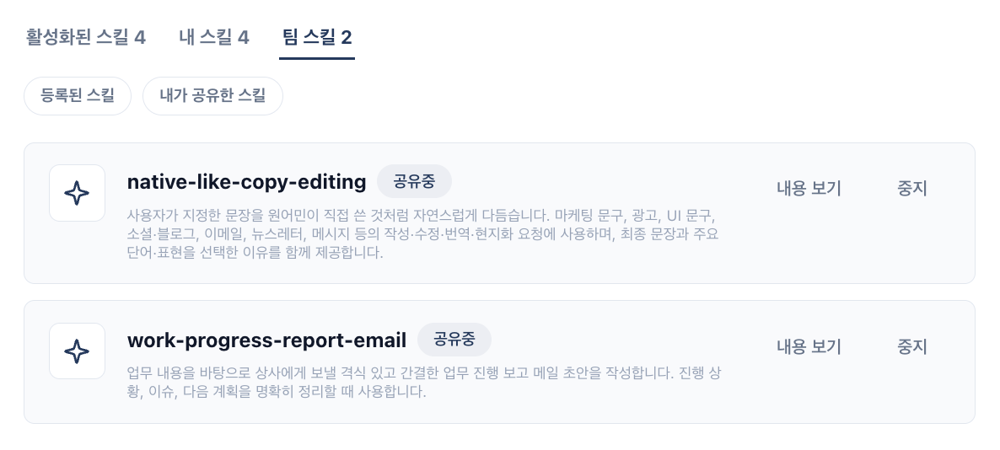 활성화된 스킬 4 내 스킬 4 팀 스킬 2
등록된 스킬 내가 공유한 스킬
native-like-copy-editing 공유중 내용 보기 중지
사용자가 지정한 문장을 원어민이 직접 쓴 것처럼 자연스럽게 다듬습니다. 마케팅 문구, 광고, UI 문구,
소셜·블로그, 이메일, 뉴스레터, 메시지 등의 작성·수정·번역·현지화 요청에 사용하며, 최종 문장과 주요
단어·표현을 선택한 이유를 함께 제공합니다.
work-progress-report-email 공유중 내용 보기 중지
업무 내용을 바탕으로 상사에게 보낼 격식 있고 간결한 업무 진행 보고 메일 초안을 작성합니다. 진행 상
황, 이슈, 다음 계획을 명확히 정리할 때 사용합니다.